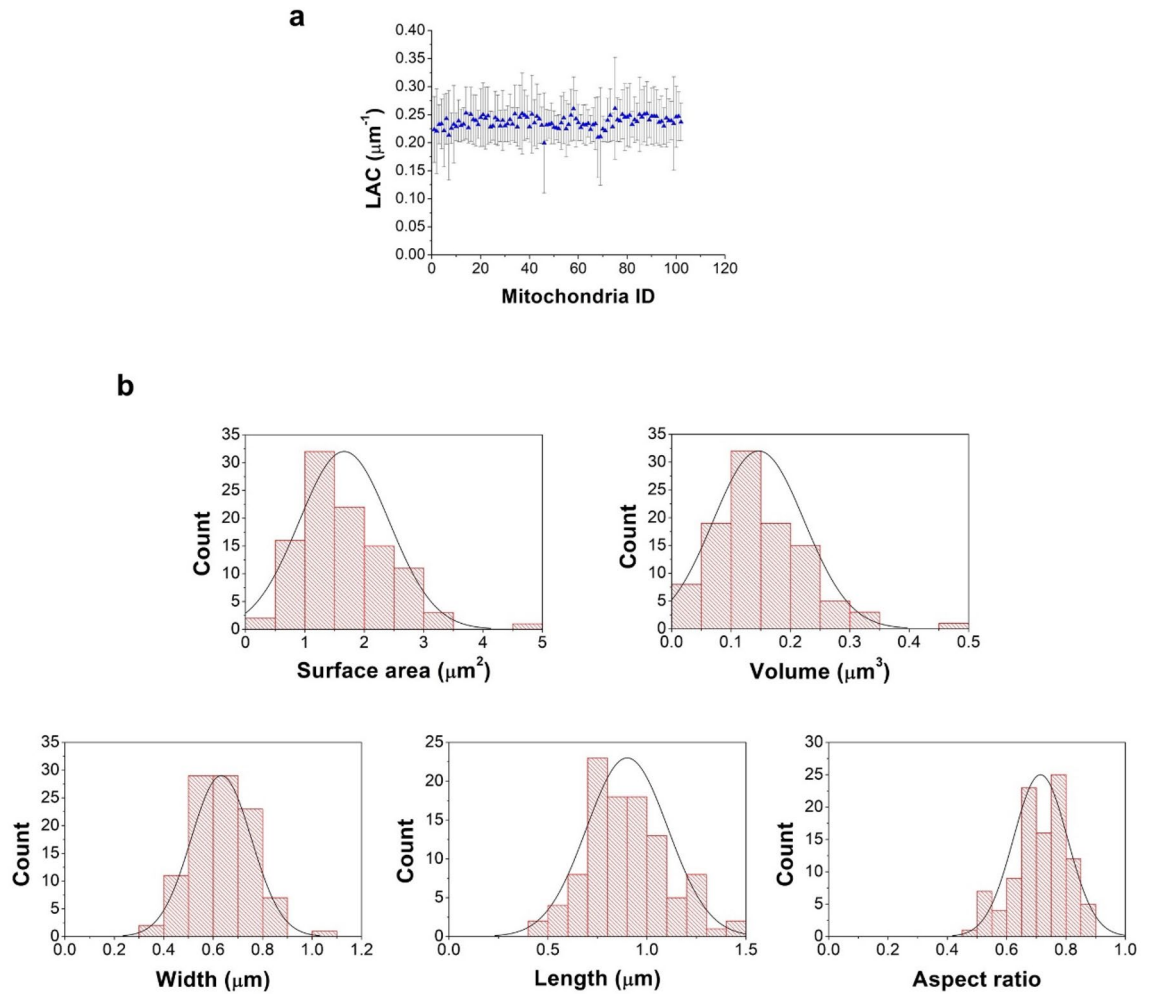 a
LAC (μm-1)
0.40
0.35
0.30
0.25
0.20
0.15
0.10
0.05
0.00
0 20 40 60 80 100 120
Mitochondria ID
b
Count
35
30
25
20
15
10
5
0
0 1 2 3 4 5
Surface area (μm2)
Count
35
30
25
20
15
10
5
0
0.0 0.1 0.2 0.3 0.4 0.5
Volume (μm3)
Count
35
30
25
20
15
10
5
0
0.0 0.2 0.4 0.6 0.8 1.0 1.2
Width (μm)
Count
25
20
15
10
5
0
0.0 0.5 1.0 1.5
Length (μm)
Count
30
25
20
15
10
5
0
0.0 0.2 0.4 0.6 0.8 1.0
Aspect ratio